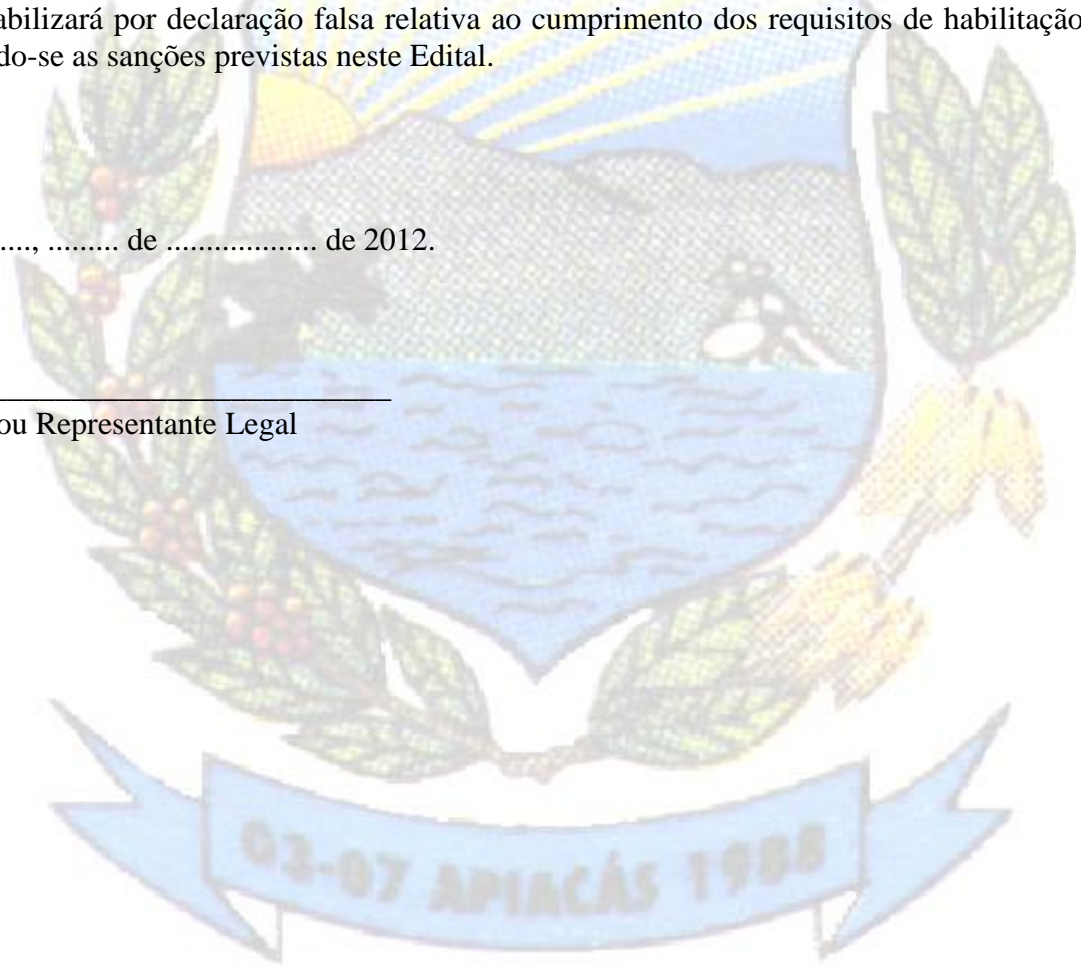 abilizará por declaração falsa relativa ao cumprimento dos requisitos de habilitação
do-se as sanções previstas neste Edital.
...., ......... de ................... de 2012.
_________________________
ou Representante Legal
03-07 APIACÁS 1988